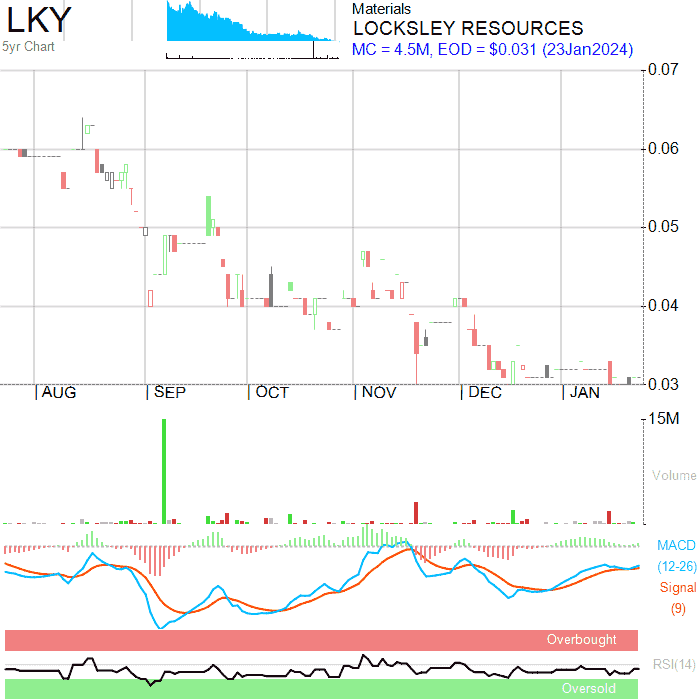 LKY
5yr Chart
Materials
LOCKSLEY RESOURCES
MC = 4.5M, EOD = $0.031 (23Jan2024)
0.07
0.06
0.05
0.04
0.03
AUG SEP OCT NOV DEC JAN
15M
Volume
MACD
(12-26)
Signal
(9)
Overbought
RSI(14)
Oversold